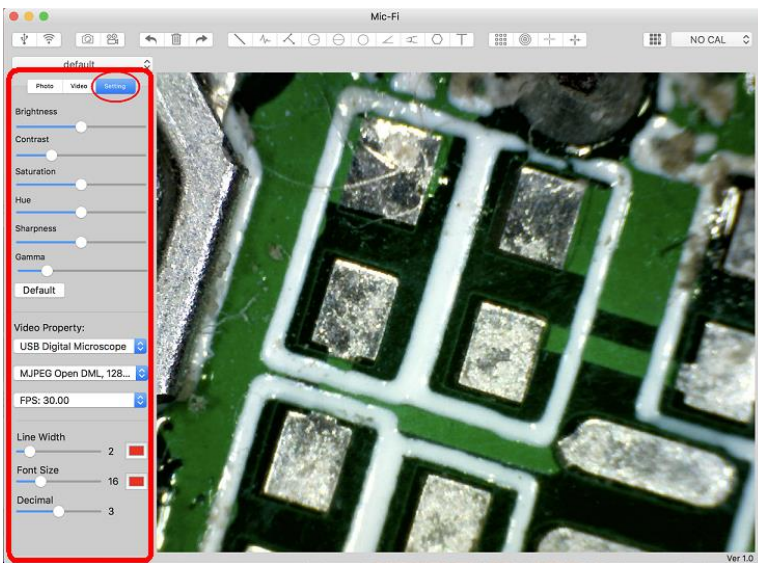 Mic-Fi
NO CAL
default
Photo Video Setting
Brightness
Contrast
Saturation
Hue
Sharpness
Gamma
Default
Video Property:
USB Digital Microscope
MJPEG Open DML, 128...
FPS: 30.00
Line Width
2
Font Size
16
Decimal
3
Ver 1.0